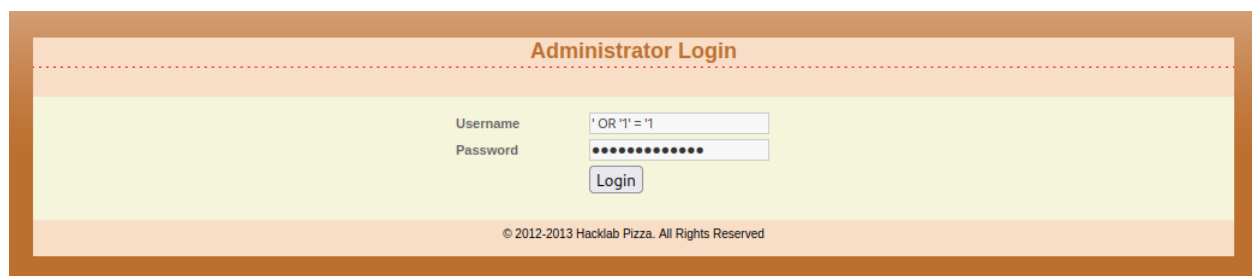 Administrator Login
Username ' OR '1' = '1
Password •••••••••••••
Login
© 2012-2013 Hacklab Pizza. All Rights Reserved